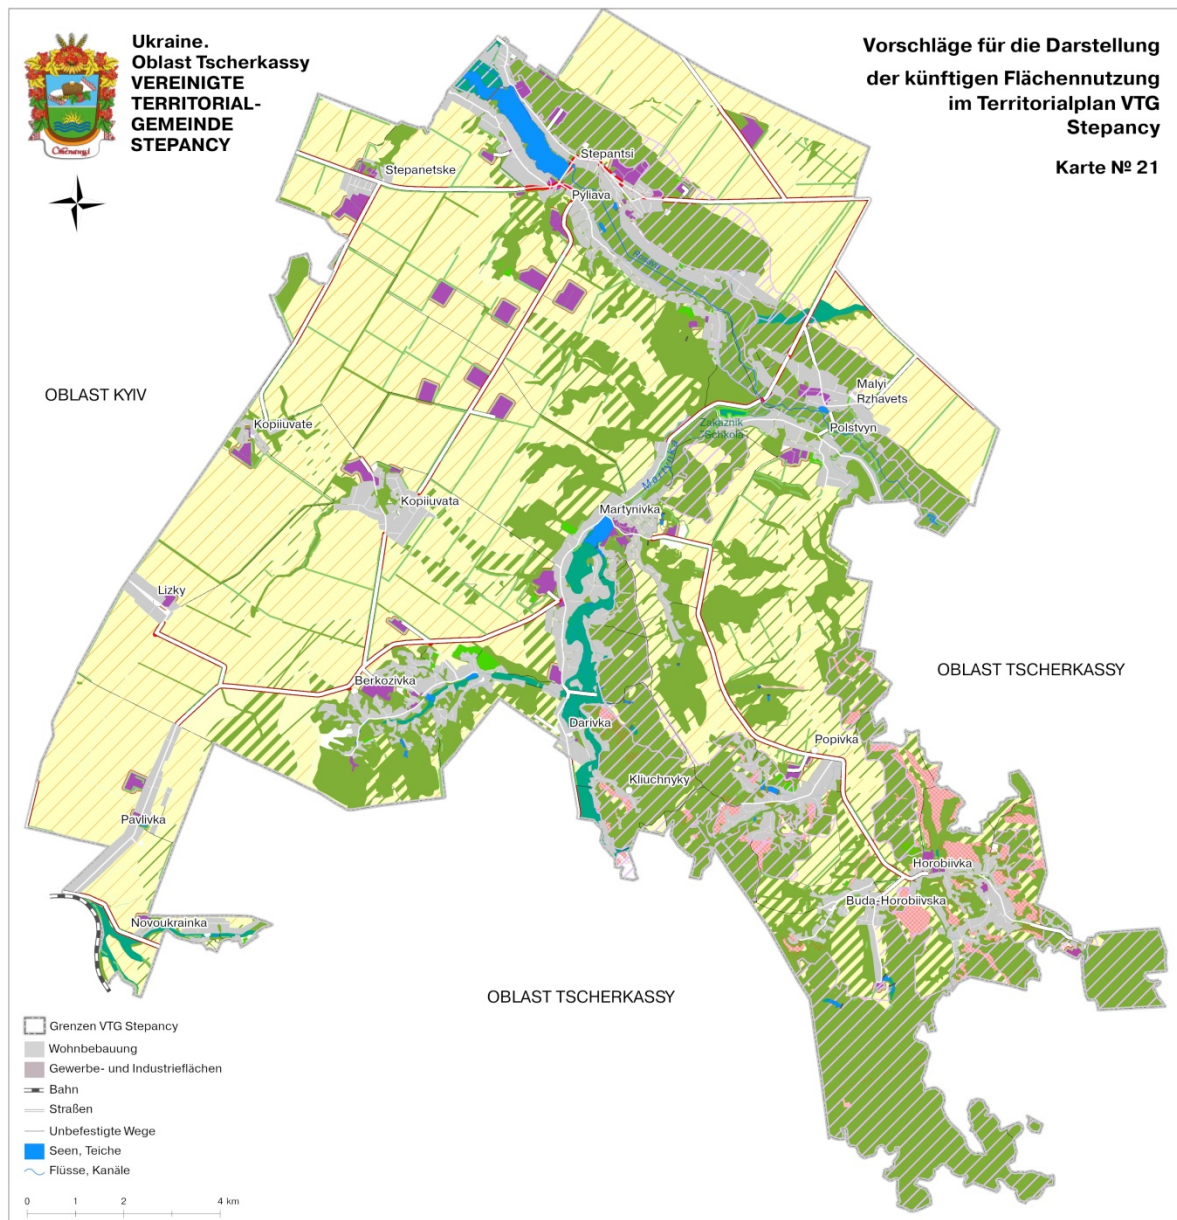 Ukraine.
Oblast Tscherkassy
VEREINIGTE
TERRITORIAL-
GEMEINDE
STEPANCY
Vorschläge für die Darstellung
der künftigen Flächennutzung
im Territorialplan VTG
Stepancy
Karte № 21
Stepantsi
Stepanetske
Pyliava
OBLAST KYIV
Malyi
Rzhavets
Kopiiuvate
Zakaznik
"Schkola"
Polstvyn
Martynka
Kopiiuvata
Martynivka
Lizky
OBLAST TSCHERKASSY
Berkozivka
Darivka
Popivka
Kliuchnyky
Pavlivka
Horobiivka
Buda-Horobiivska
Novoukrainka
OBLAST TSCHERKASSY
Grenzen VTG Stepancy
Wohnbebauung
Gewerbe- und Industrieflächen
Bahn
Straßen
Unbefestigte Wege
Seen, Teiche
Flüsse, Kanäle
0 1 2 4 km